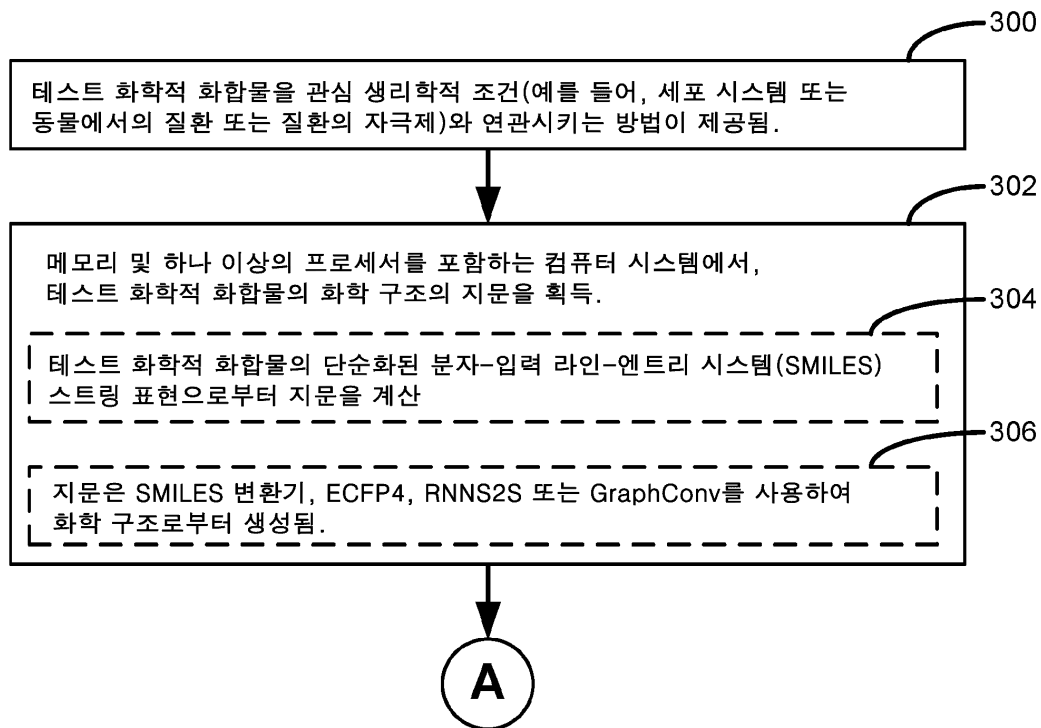 300
테스트 화학적 화합물을 관심 생리학적 조건(예를 들어, 세포 시스템 또는
동물에서의 질환 또는 질환의 자극제)와 연관시키는 방법이 제공됨.
302
메모리 및 하나 이상의 프로세서를 포함하는 컴퓨터 시스템에서,
테스트 화학적 화합물의 화학 구조의 지문을 획득.
304
테스트 화학적 화합물의 단순화된 분자-입력 라인-엔트리 시스템(SMILES)
스트링 표현으로부터 지문을 계산
306
지문은 SMILES 변환기, ECFP4, RNNS2S 또는 GraphConv를 사용하여
화학 구조로부터 생성됨.
A